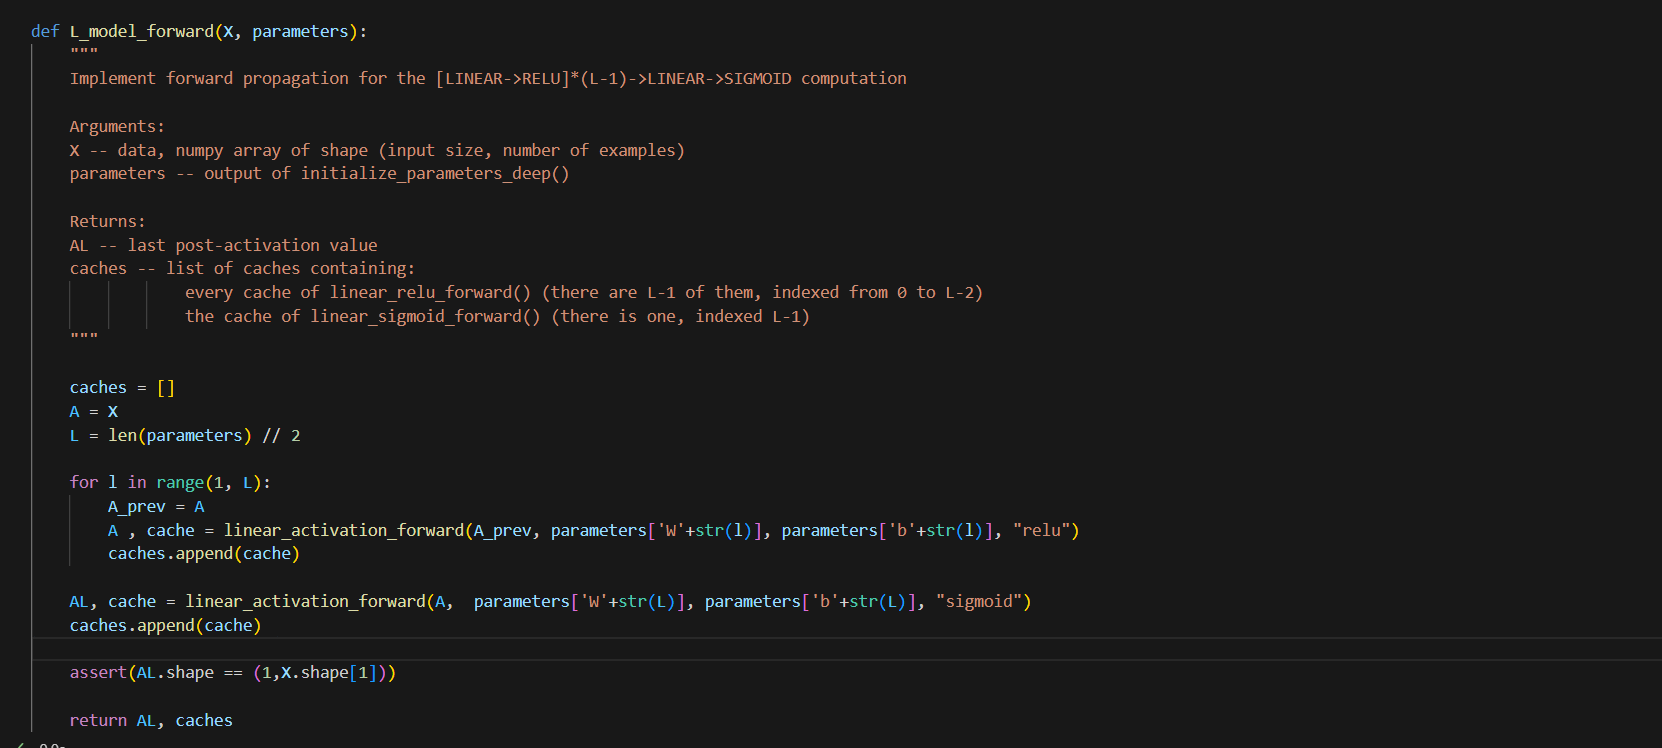 def L_model_forward(X, parameters):
"""
Implement forward propagation for the [LINEAR->RELU]*(L-1)->LINEAR->SIGMOID computation
Arguments:
X -- data, numpy array of shape (input size, number of examples)
parameters -- output of initialize_parameters_deep()
Returns:
AL -- last post-activation value
caches -- list of caches containing:
every cache of linear_relu_forward() (there are L-1 of them, indexed from 0 to L-2)
the cache of linear_sigmoid_forward() (there is one, indexed L-1)
"""
caches = []
A = X
L = len(parameters) // 2
for l in range(1, L):
A_prev = A
A , cache = linear_activation_forward(A_prev, parameters['W'+str(l)], parameters['b'+str(l)], "relu")
caches.append(cache)
AL, cache = linear_activation_forward(A,  parameters['W'+str(L)], parameters['b'+str(L)], "sigmoid")
caches.append(cache)
assert(AL.shape == (1,X.shape[1]))
return AL, caches